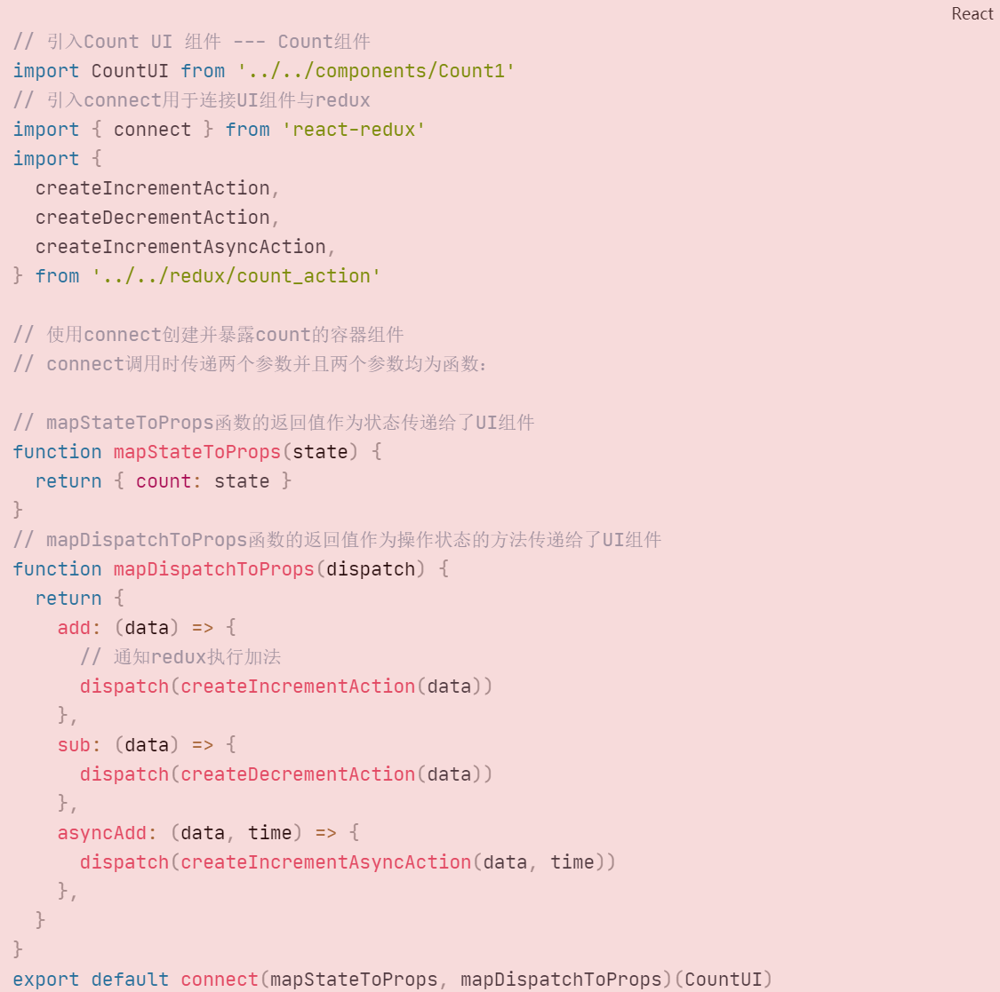 React
// 引入Count UI 组件 --- Count组件
import CountUI from '../../components/Count1'
// 引入connect用于连接UI组件与redux
import { connect } from 'react-redux'
import {
  createIncrementAction,
  createDecrementAction,
  createIncrementAsyncAction,
} from '../../redux/count_action'

// 使用connect创建并暴露count的容器组件
// connect调用时传递两个参数并且两个参数均为函数：

// mapStateToProps函数的返回值作为状态传递给了UI组件
function mapStateToProps(state) {
  return { count: state }
}
// mapDispatchToProps函数的返回值作为操作状态的方法传递给了UI组件
function mapDispatchToProps(dispatch) {
  return {
    add: (data) => {
      // 通知redux执行加法
      dispatch(createIncrementAction(data))
    },
    sub: (data) => {
      dispatch(createDecrementAction(data))
    },
    asyncAdd: (data, time) => {
      dispatch(createIncrementAsyncAction(data, time))
    },
  }
}
export default connect(mapStateToProps, mapDispatchToProps)(CountUI)